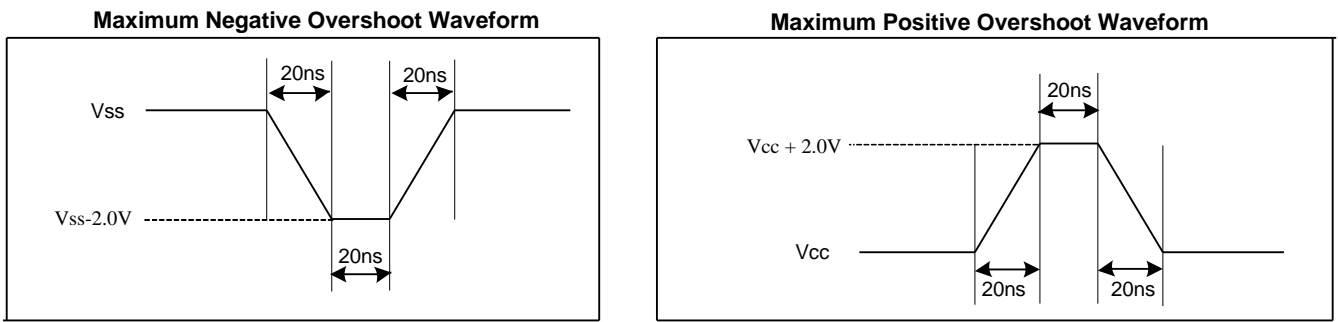 Maximum Negative Overshoot Waveform
20ns
20ns
Vss
Vss-2.0V
20ns
Maximum Positive Overshoot Waveform
20ns
Vcc + 2.0V
Vcc
20ns
20ns